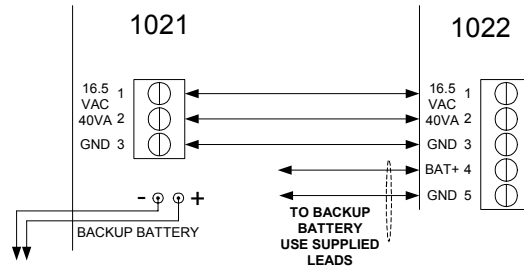 1021
1022
16.5 1
VAC
40VA 2
GND 3
- +
BACKUP BATTERY
16.5 1
VAC
40VA 2
GND 3
BAT+ 4
GND 5
TO BACKUP
BATTERY
USE SUPPLIED
LEADS